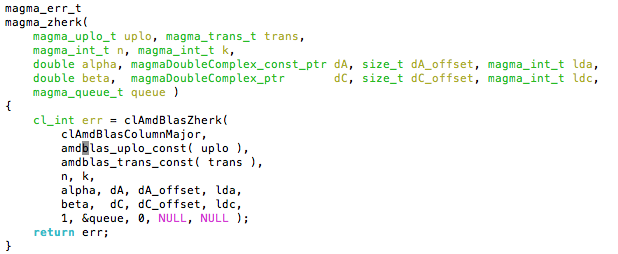 magma_err_t
magma_zherk(
    magma_uplo_t uplo, magma_trans_t trans,
    magma_int_t n, magma_int_t k,
    double alpha, magmaDoubleComplex_const_ptr dA, size_t dA_offset, magma_int_t lda,
    double beta,  magmaDoubleComplex_ptr       dC, size_t dC_offset, magma_int_t ldc,
    magma_queue_t queue )
{
    cl_int err = clAmdBlasZherk(
        clAmdBlasColumnMajor,
        amdblas_uplo_const( uplo ),
        amdblas_trans_const( trans ),
        n, k,
        alpha, dA, dA_offset, lda,
        beta,  dC, dC_offset, ldc,
        1, &queue, 0, NULL, NULL );
    return err;
}